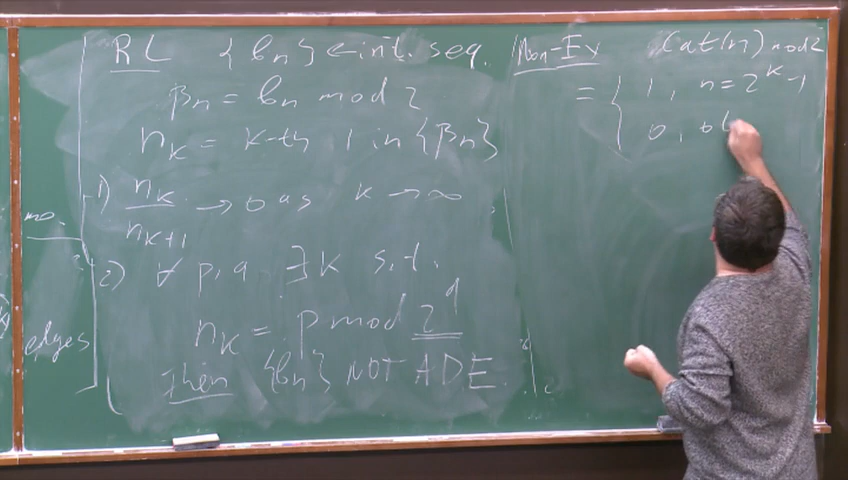 RL {bn} ← int. seq.
βn = bn mod 2
nk = k-th 1 in {βn}
1) nk / nk+1 → 0 as k → ∞
2) ∀ p, q ∃k s.t.
nk = p mod 2^q
Then {bn} NOT ADE.
Non-Ex Cat(n) mod 2
= { 1, n = 2^k - 1
0, o
mo.
edges